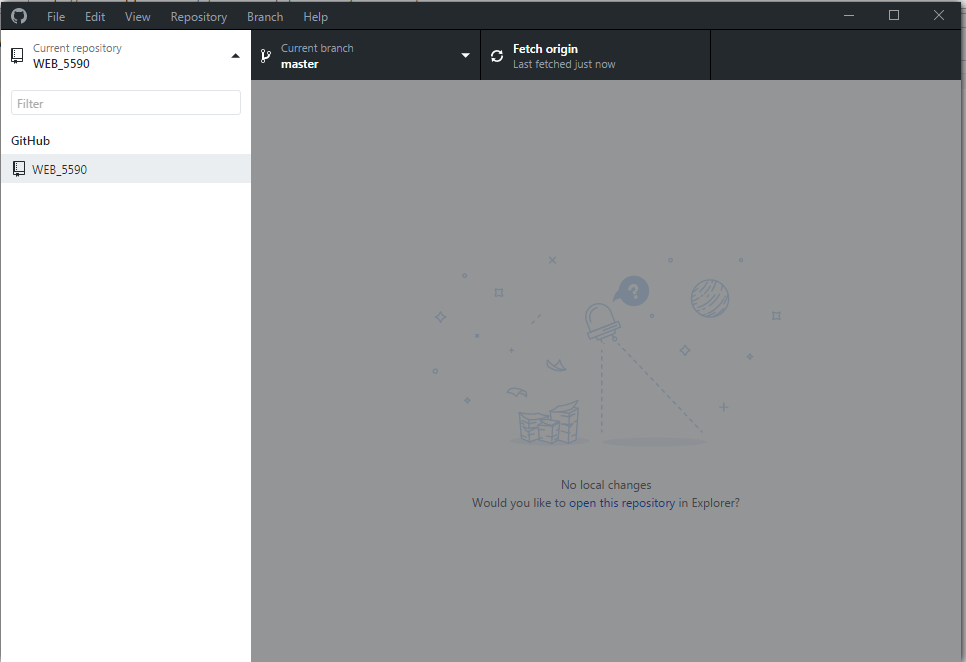 File Edit View Repository Branch Help
Current repository
WEB_5590
Current branch
master
Fetch origin
Last fetched just now
Filter
GitHub
WEB_5590
?
No local changes
Would you like to open this repository in Explorer?